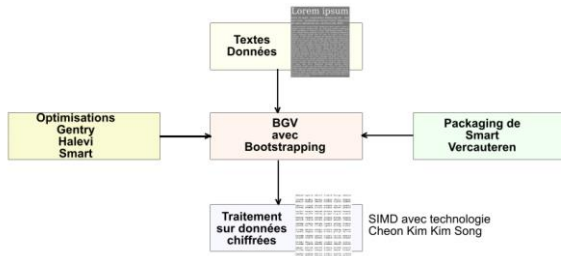 Lorem ipsum
Textes
Données
Optimisations
Gentry
Halevi
Smart
BGV
avec
Bootstrapping
Packaging de
Smart
Vercauteren
Traitement
sur données
chiffrées
SIMD avec technologie
Cheon Kim Kim Song